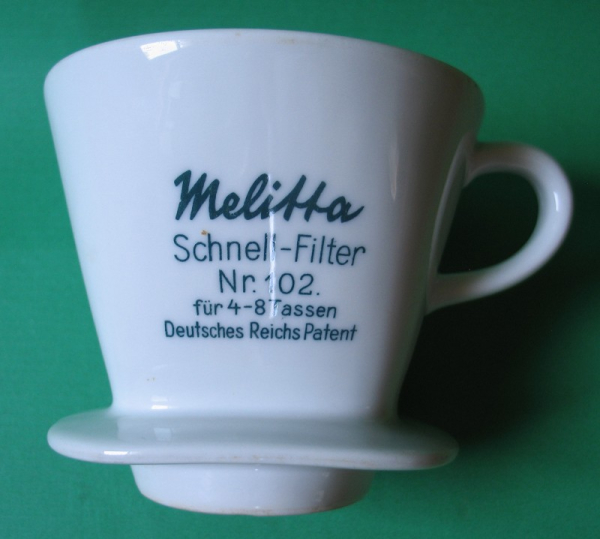 Melitta
Schnell-Filter
Nr. 102.
für 4-8 Tassen
Deutsches Reichs Patent